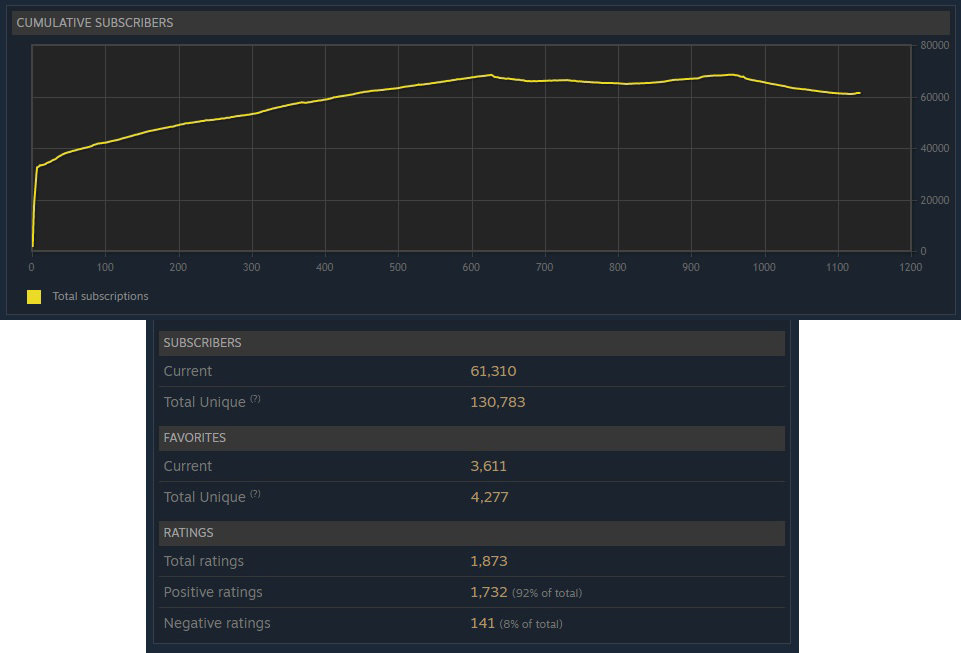 CUMULATIVE SUBSCRIBERS
80000
60000
40000
20000
0
0 100 200 300 400 500 600 700 800 900 1000 1100 1200
Total subscriptions
SUBSCRIBERS
Current 61,310
Total Unique (?) 130,783
FAVORITES
Current 3,611
Total Unique (?) 4,277
RATINGS
Total ratings 1,873
Positive ratings 1,732 (92% of total)
Negative ratings 141 (8% of total)